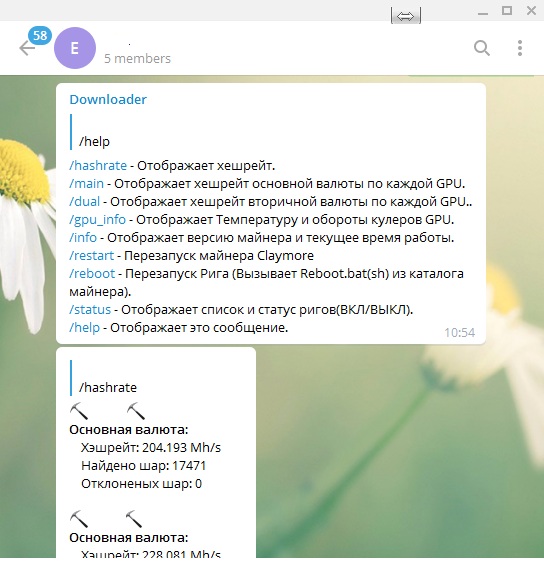 58
E
.
5 members
Downloader
/help
/hashrate - Отображает хешрейт.
/main - Отображает хешрейт основной валюты по каждой GPU.
/dual - Отображает хешрейт вторичной валюты по каждой GPU..
/gpu_info - Отображает Температуру и обороты кулеров GPU.
/info - Отображает версию майнера и текущее время работы.
/restart - Перезапуск майнера Claymore
/reboot - Перезапуск Рига (Вызывает Reboot.bat(sh) из каталога
майнера).
/status - Отображает список и статус ригов(ВКЛ/ВЫКЛ).
/help - Отображает это сообщение.
10:54
/hashrate
Основная валюта:
Хэшрейт: 204.193 Mh/s
Найдено шар: 17471
Отклоненых шар: 0
Основная валюта:
Хэшрейт: 228.081 Mh/s